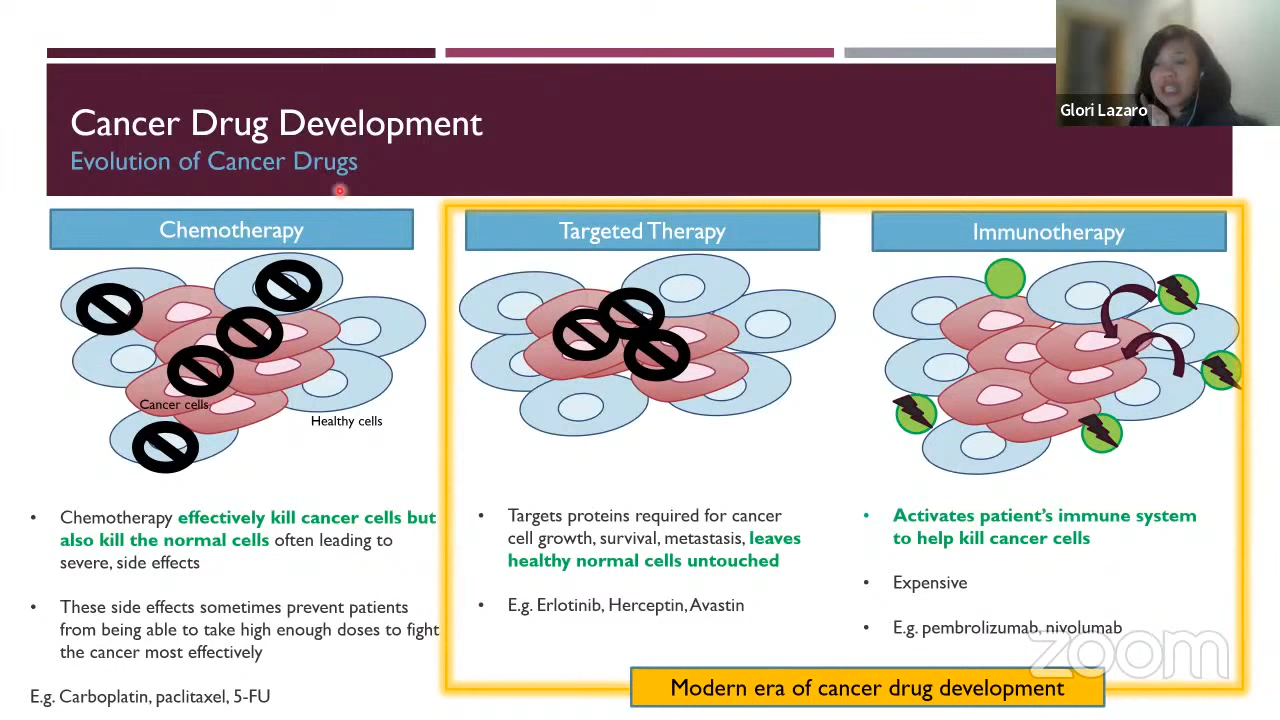 Glori Lazaro
Cancer Drug Development
Evolution of Cancer Drugs
Chemotherapy
Cancer cells
Healthy cells
• Chemotherapy effectively kill cancer cells but
also kill the normal cells often leading to
severe, side effects
• These side effects sometimes prevent patients
from being able to take high enough doses to fight
the cancer most effectively
E.g. Carboplatin, paclitaxel, 5-FU
Targeted Therapy
• Targets proteins required for cancer
cell growth, survival, metastasis, leaves
healthy normal cells untouched
• E.g. Erlotinib, Herceptin, Avastin
Immunotherapy
• Activates patient's immune system
to help kill cancer cells
• Expensive
• E.g. pembrolizumab, nivolumab
Modern era of cancer drug development
zoom